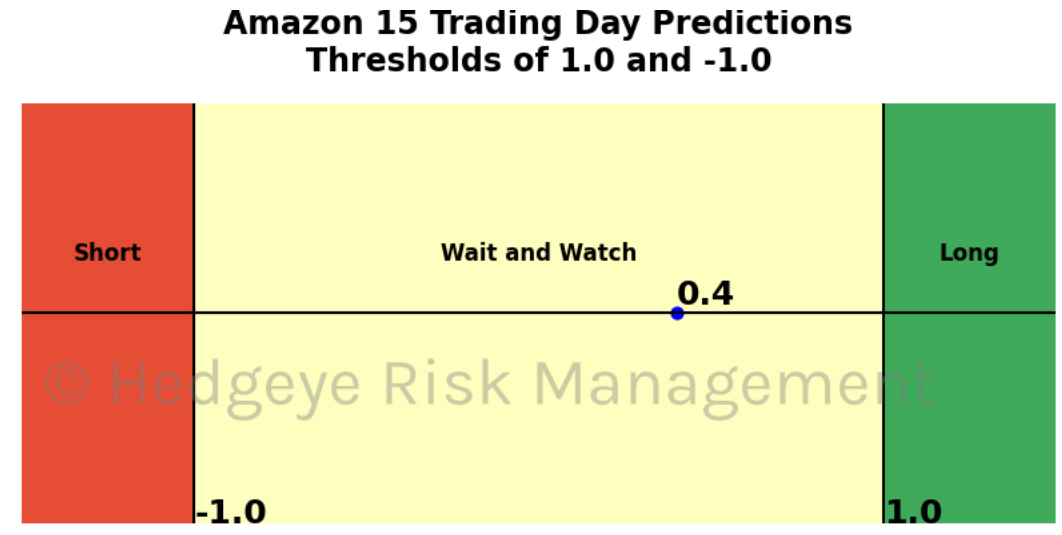 Amazon 15 Trading Day Predictions
Thresholds of 1.0 and -1.0
Short
Wait and Watch
Long
0.4
© Hedgeye Risk Management
-1.0
1.0